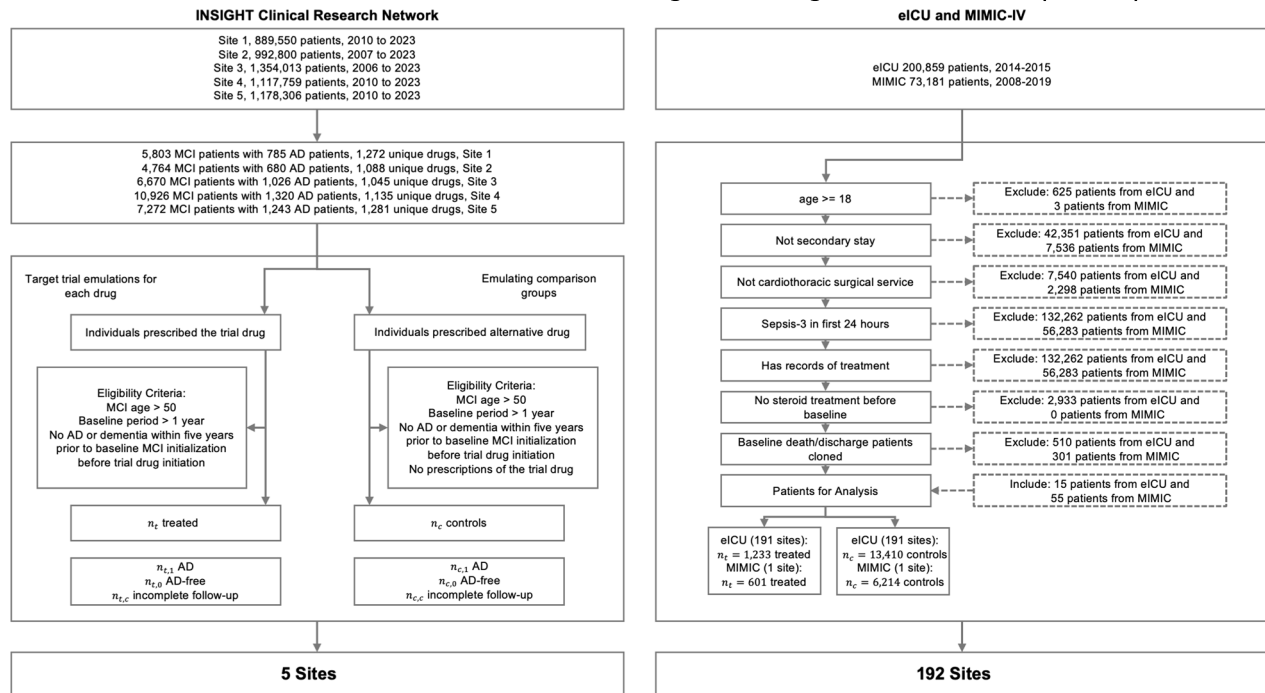 INSIGHT Clinical Research Network
Site 1, 889,550 patients, 2010 to 2023
Site 2, 992,800 patients, 2007 to 2023
Site 3, 1,354,013 patients, 2006 to 2023
Site 4, 1,117,759 patients, 2010 to 2023
Site 5, 1,178,306 patients, 2010 to 2023
5,803 MCI patients with 785 AD patients, 1,272 unique drugs, Site 1
4,764 MCI patients with 680 AD patients, 1,088 unique drugs, Site 2
6,670 MCI patients with 1,026 AD patients, 1,045 unique drugs, Site 3
10,926 MCI patients with 1,320 AD patients, 1,135 unique drugs, Site 4
7,272 MCI patients with 1,243 AD patients, 1,281 unique drugs, Site 5
Target trial emulations for
each drug
Emulating comparison
groups
Individuals prescribed the trial drug
Individuals prescribed alternative drug
Eligibility Criteria:
MCI age > 50
Baseline period > 1 year
No AD or dementia within five years
prior to baseline MCI initialization
before trial drug initiation
Eligibility Criteria:
MCI age > 50
Baseline period > 1 year
No AD or dementia within five years
prior to baseline MCI initialization
before trial drug initiation
No prescriptions of the trial drug
n_t treated
n_c controls
n_{t,1} AD
n_{t,0} AD-free
n_{t,c} incomplete follow-up
n_{c,1} AD
n_{c,0} AD-free
n_{c,c} incomplete follow-up
5 Sites
eICU and MIMIC-IV
eICU 200,859 patients, 2014-2015
MIMIC 73,181 patients, 2008-2019
age >= 18
Exclude: 625 patients from eICU and
3 patients from MIMIC
Not secondary stay
Exclude: 42,351 patients from eICU and
7,536 patients from MIMIC
Not cardiothoracic surgical service
Exclude: 7,540 patients from eICU and
2,298 patients from MIMIC
Sepsis-3 in first 24 hours
Exclude: 132,262 patients from eICU and
56,283 patients from MIMIC
Has records of treatment
Exclude: 132,262 patients from eICU and
56,283 patients from MIMIC
No steroid treatment before
baseline
Exclude: 2,933 patients from eICU and
0 patients from MIMIC
Baseline death/discharge patients
cloned
Exclude: 510 patients from eICU and
301 patients from MIMIC
Patients for Analysis
Include: 15 patients from eICU and
55 patients from MIMIC
eICU (191 sites):
n_t = 1,233 treated
MIMIC (1 site):
n_t = 601 treated
eICU (191 sites):
n_c = 13,410 controls
MIMIC (1 site):
n_c = 6,214 controls
192 Sites